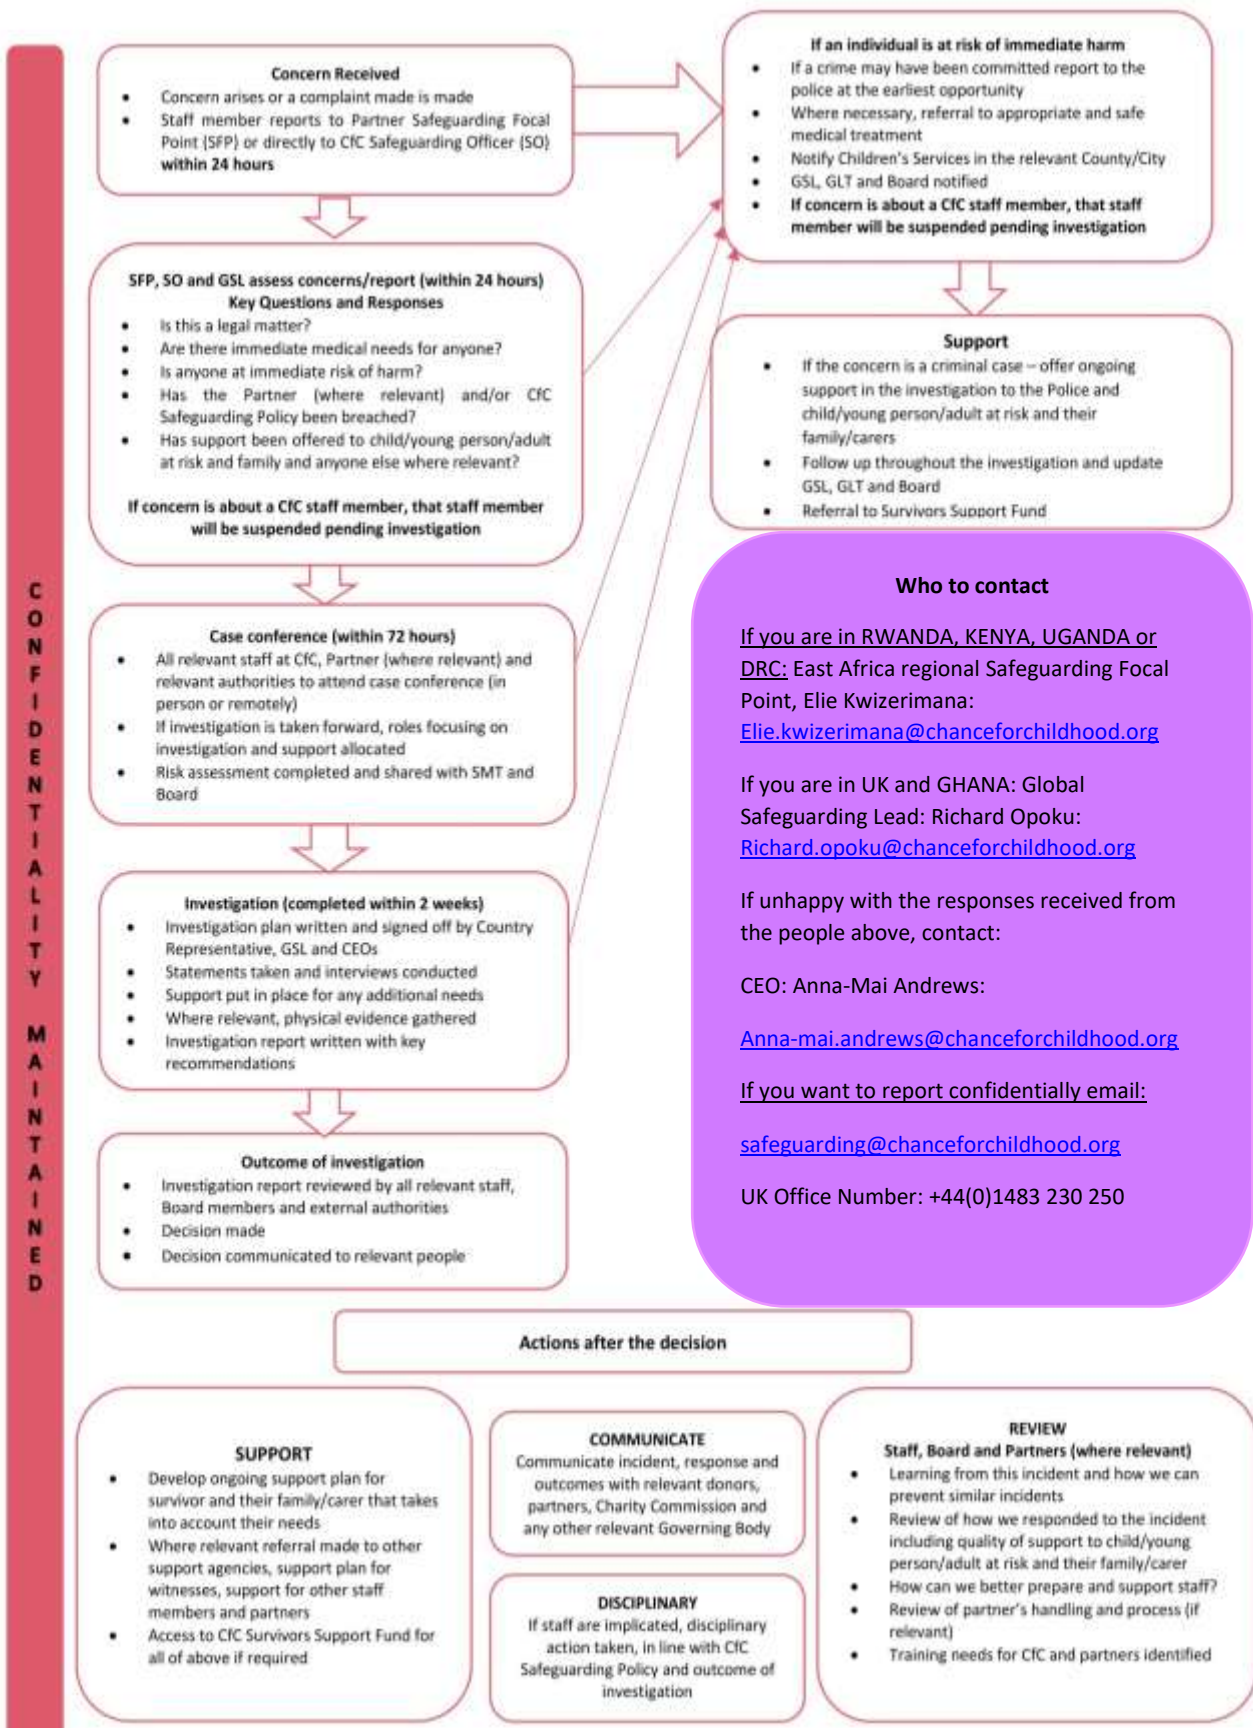 CONFIDENTIALITY MAINTAINED
Concern Received
• Concern arises or a complaint made is made
• Staff member reports to Partner Safeguarding Focal
Point (SFP) or directly to CfC Safeguarding Officer (SO)
within 24 hours
If an individual is at risk of immediate harm
• If a crime may have been committed report to the
police at the earliest opportunity
• Where necessary, referral to appropriate and safe
medical treatment
• Notify Children's Services in the relevant County/City
• GSL, GLT and Board notified
• If concern is about a CfC staff member, that staff
member will be suspended pending investigation
SFP, SO and GSL assess concerns/report (within 24 hours)
Key Questions and Responses
• Is this a legal matter?
• Are there immediate medical needs for anyone?
• Is anyone at immediate risk of harm?
• Has the Partner (where relevant) and/or CfC
Safeguarding Policy been breached?
• Has support been offered to child/young person/adult
at risk and family and anyone else where relevant?
If concern is about a CfC staff member, that staff member
will be suspended pending investigation
Support
• If the concern is a criminal case – offer ongoing
support in the investigation to the Police and
child/young person/adult at risk and their
family/carers
• Follow up throughout the investigation and update
GSL, GLT and Board
• Referral to Survivors Support Fund
Case conference (within 72 hours)
• All relevant staff at CfC, Partner (where relevant) and
relevant authorities to attend case conference (in
person or remotely)
• If investigation is taken forward, roles focusing on
investigation and support allocated
• Risk assessment completed and shared with SMT and
Board
Investigation (completed within 2 weeks)
• Investigation plan written and signed off by Country
Representative, GSL and CEOs
• Statements taken and interviews conducted
• Support put in place for any additional needs
• Where relevant, physical evidence gathered
• Investigation report written with key
recommendations
Outcome of investigation
• Investigation report reviewed by all relevant staff,
Board members and external authorities
• Decision made
• Decision communicated to relevant people
Who to contact
If you are in RWANDA, KENYA, UGANDA or
DRC: East Africa regional Safeguarding Focal
Point, Elie Kwizerimana:
Elie.kwizerimana@chanceforchildhood.org
If you are in UK and GHANA: Global
Safeguarding Lead: Richard Opoku:
Richard.opoku@chanceforchildhood.org
If unhappy with the responses received from
the people above, contact:
CEO: Anna-Mai Andrews:
Anna-mai.andrews@chanceforchildhood.org
If you want to report confidentially email:
safeguarding@chanceforchildhood.org
UK Office Number: +44(0)1483 230 250
Actions after the decision
SUPPORT
• Develop ongoing support plan for
survivor and their family/carer that takes
into account their needs
• Where relevant referral made to other
support agencies, support plan for
witnesses, support for other staff
members and partners
• Access to CfC Survivors Support Fund for
all of above if required
COMMUNICATE
Communicate incident, response and
outcomes with relevant donors,
partners, Charity Commission and
any other relevant Governing Body
DISCIPLINARY
If staff are implicated, disciplinary
action taken, in line with CfC
Safeguarding Policy and outcome of
investigation
REVIEW
Staff, Board and Partners (where relevant)
• Learning from this incident and how we can
prevent similar incidents
• Review of how we responded to the incident
including quality of support to child/young
person/adult at risk and their family/carer
• How can we better prepare and support staff?
• Review of partner's handling and process (if
relevant)
• Training needs for CfC and partners identified